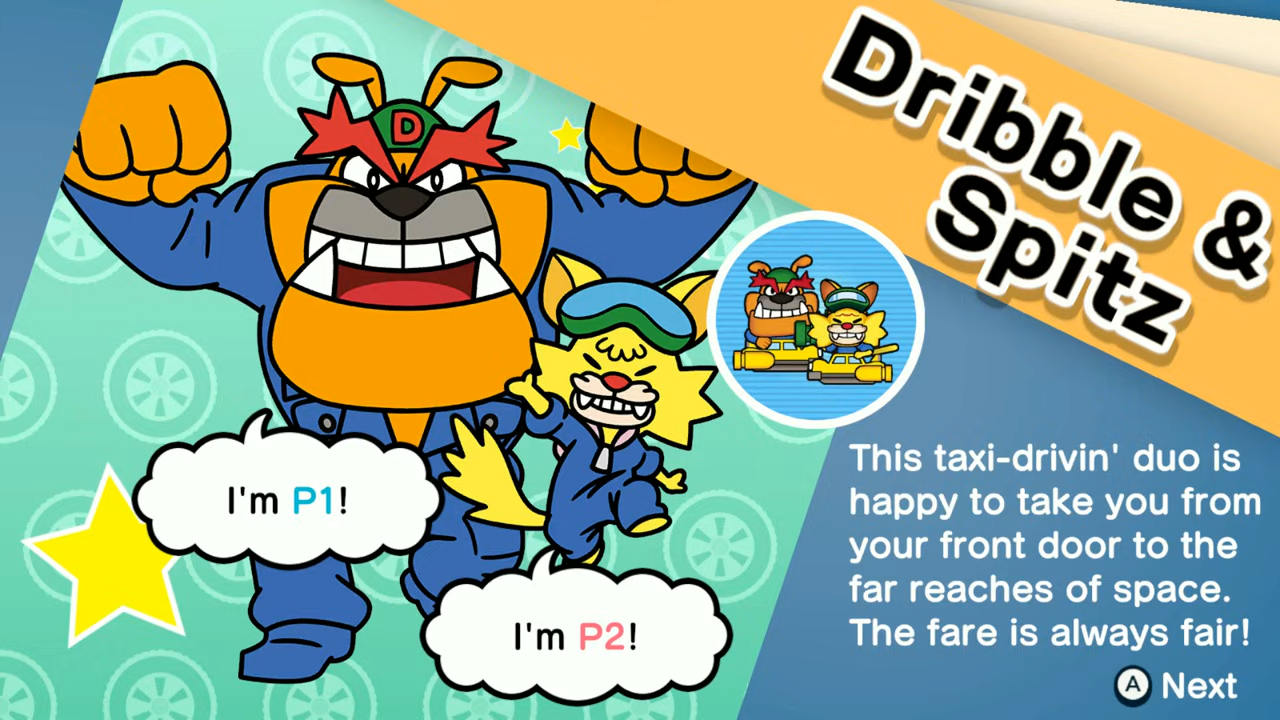 Dribble &
Spitz
D
I'm P1!
I'm P2!
This taxi-drivin' duo is
happy to take you from
your front door to the
far reaches of space.
The fare is always fair!
A Next